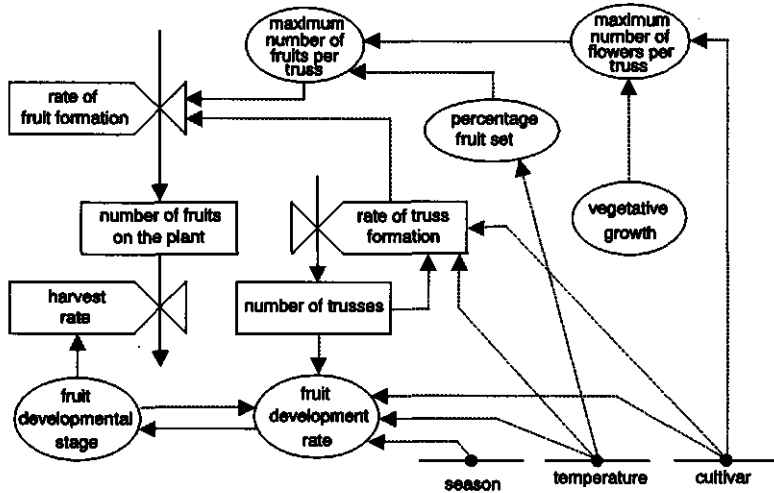 maximum
number of
fruits per
truss
maximum
number of
flowers per
truss
rate of
fruit formation
percentage
fruit set
number of fruits
on the plant
rate of truss
formation
vegetative
growth
harvest
rate
number of trusses
fruit
developmental
stage
fruit
development
rate
season
temperature
cultivar